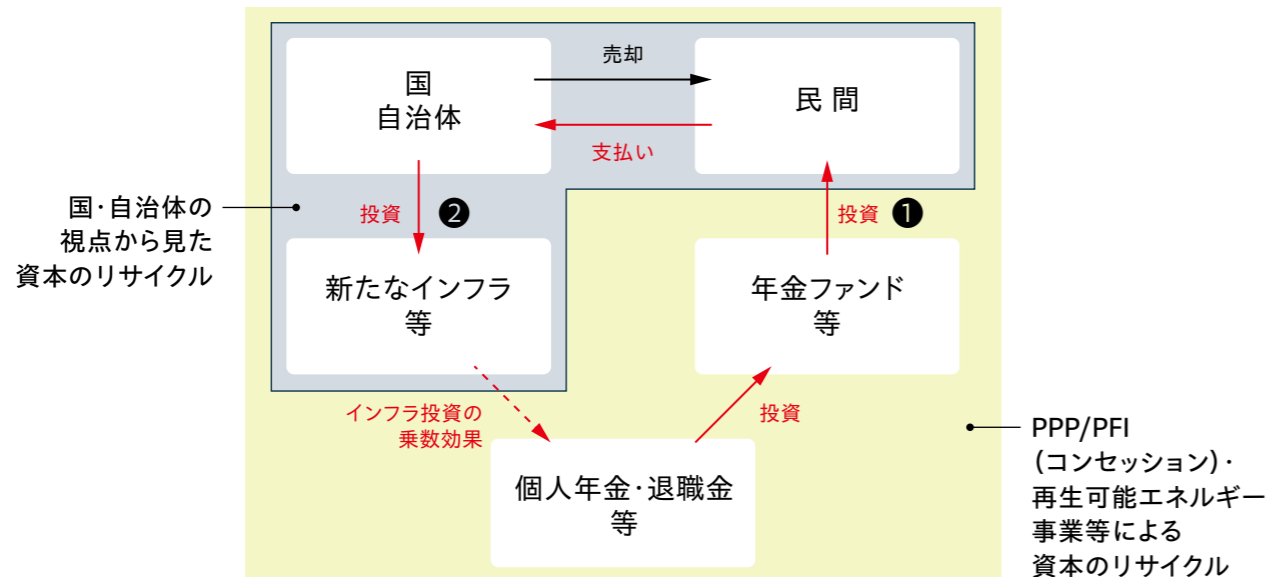 国
自治体
売却
民 間
支払い
国・自治体の
視点から見た
資本のリサイクル
投資
❷
投資
❶
新たなインフラ
等
年金ファンド
等
インフラ投資の
乗数効果
投資
個人年金・退職金
等
PPP/PFI
(コンセッション)・
再生可能エネルギー
事業等による
資本のリサイクル